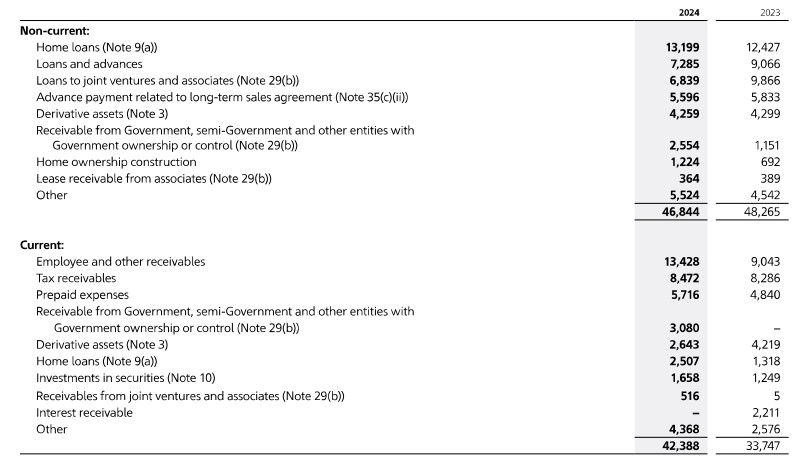 2024 2023
Non-current:
Home loans (Note 9(a)) 13,199 12,427
Loans and advances 7,285 9,066
Loans to joint ventures and associates (Note 29(b)) 6,839 9,866
Advance payment related to long-term sales agreement (Note 35(c)(ii)) 5,596 5,833
Derivative assets (Note 3) 4,259 4,299
Receivable from Government, semi-Government and other entities with
Government ownership or control (Note 29(b)) 2,554 1,151
Home ownership construction 1,224 692
Lease receivable from associates (Note 29(b)) 364 389
Other 5,524 4,542
46,844 48,265
Current:
Employee and other receivables 13,428 9,043
Tax receivables 8,472 8,286
Prepaid expenses 5,716 4,840
Receivable from Government, semi-Government and other entities with
Government ownership or control (Note 29(b)) 3,080 –
Derivative assets (Note 3) 2,643 4,219
Home loans (Note 9(a)) 2,507 1,318
Investments in securities (Note 10) 1,658 1,249
Receivables from joint ventures and associates (Note 29(b)) 516 5
Interest receivable – 2,211
Other 4,368 2,576
42,388 33,747